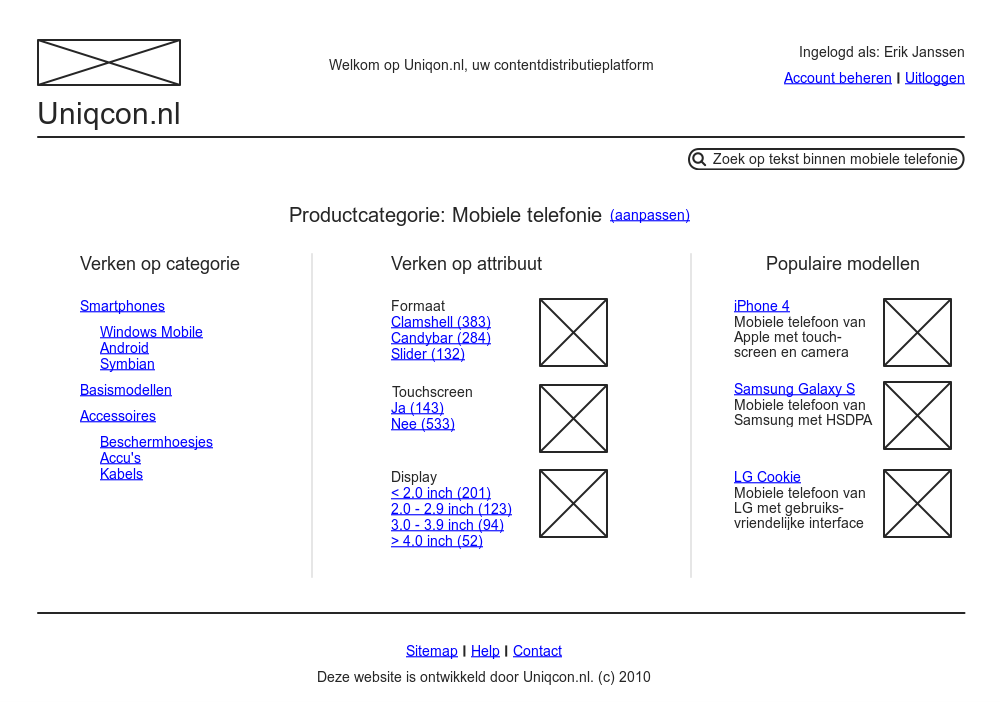 Ingelogd als: Erik Janssen
Welkom op Uniqon.nl, uw contentdistributieplatform
Account beheren I Uitloggen
Uniqcon.nl
Zoek op tekst binnen mobiele telefonie
Productcategorie: Mobiele telefonie (aanpassen)
Verken op categorie
Smartphones
Windows Mobile
Android
Symbian
Basismodellen
Accessoires
Beschermhoesjes
Accu's
Kabels
Verken op attribuut
Formaat
Clamshell (383)
Candybar (284)
Slider (132)
Touchscreen
Ja (143)
Nee (533)
Display
< 2.0 inch (201)
2.0 - 2.9 inch (123)
3.0 - 3.9 inch (94)
> 4.0 inch (52)
Populaire modellen
iPhone 4
Mobiele telefoon van
Apple met touch-
screen en camera
Samsung Galaxy S
Mobiele telefoon van
Samsung met HSDPA
LG Cookie
Mobiele telefoon van
LG met gebruiks-
vriendelijke interface
Sitemap I Help I Contact
Deze website is ontwikkeld door Uniqcon.nl. (c) 2010